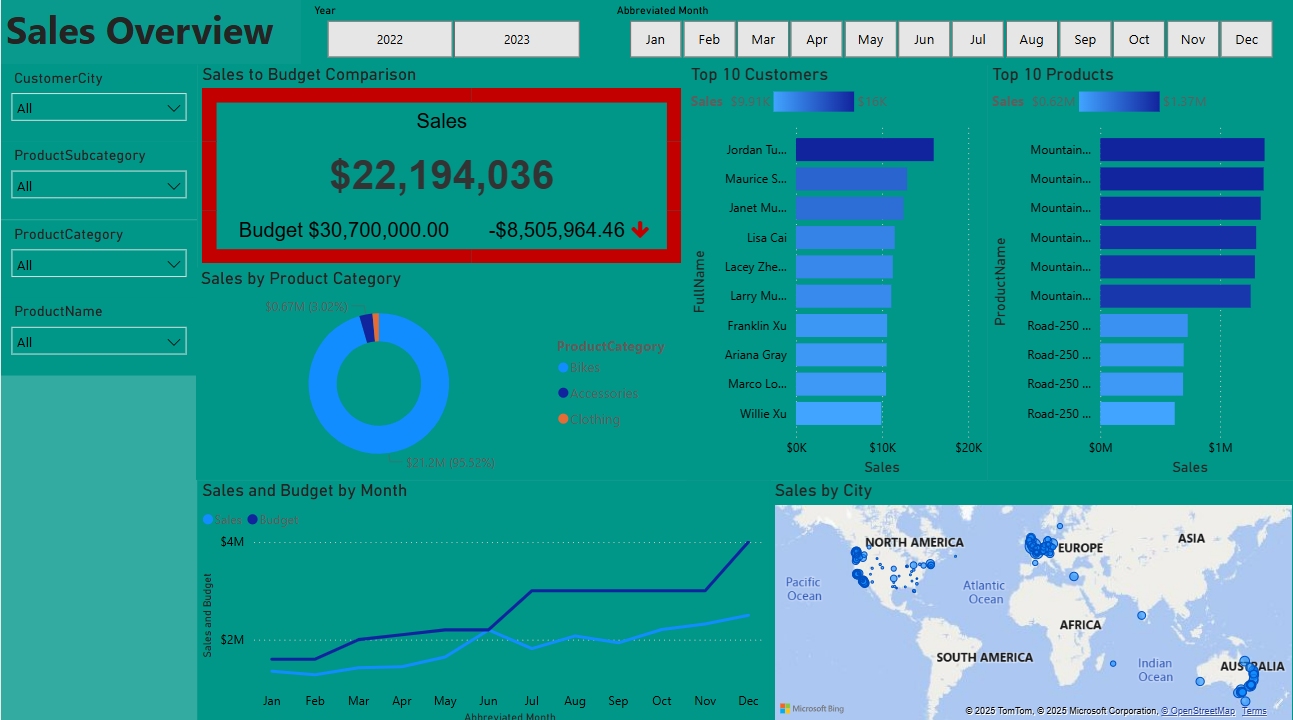 Sales Overview
Year
2022
2023
Abbreviated Month
Jan
Feb
Mar
Apr
May
Jun
Jul
Aug
Sep
Oct
Nov
Dec
CustomerCity
All
ProductSubcategory
All
ProductCategory
All
ProductName
All
Sales to Budget Comparison
Sales
$22,194,036
Budget $30,700,000.00
-$8,505,964.46
Sales by Product Category
$0.67M (3.02%)
$21.2M (95.52%)
ProductCategory
Bikes
Accessories
Clothing
Top 10 Customers
Sales $9.91K $16K
FullName
Jordan Tu...
Maurice S...
Janet Mu...
Lisa Cai
Lacey Zhe...
Larry Mu...
Franklin Xu
Ariana Gray
Marco Lo...
Willie Xu
$0K $10K $20K
Sales
Top 10 Products
Sales $0.62M $1.37M
ProductName
Mountain...
Mountain...
Mountain...
Mountain...
Mountain...
Mountain...
Road-250 ...
Road-250 ...
Road-250 ...
Road-250 ...
$0M $1M
Sales
Sales and Budget by Month
Sales Budget
Sales and Budget
$4M
$2M
Jan Feb Mar Apr May Jun Jul Aug Sep Oct Nov Dec
Abbreviated Month
Sales by City
NORTH AMERICA
EUROPE
ASIA
Pacific
Ocean
Atlantic
Ocean
AFRICA
SOUTH AMERICA
Indian
Ocean
AUSTRALIA
Microsoft Bing
© 2025 TomTom, © 2025 Microsoft Corporation, © OpenStreetMap Terms